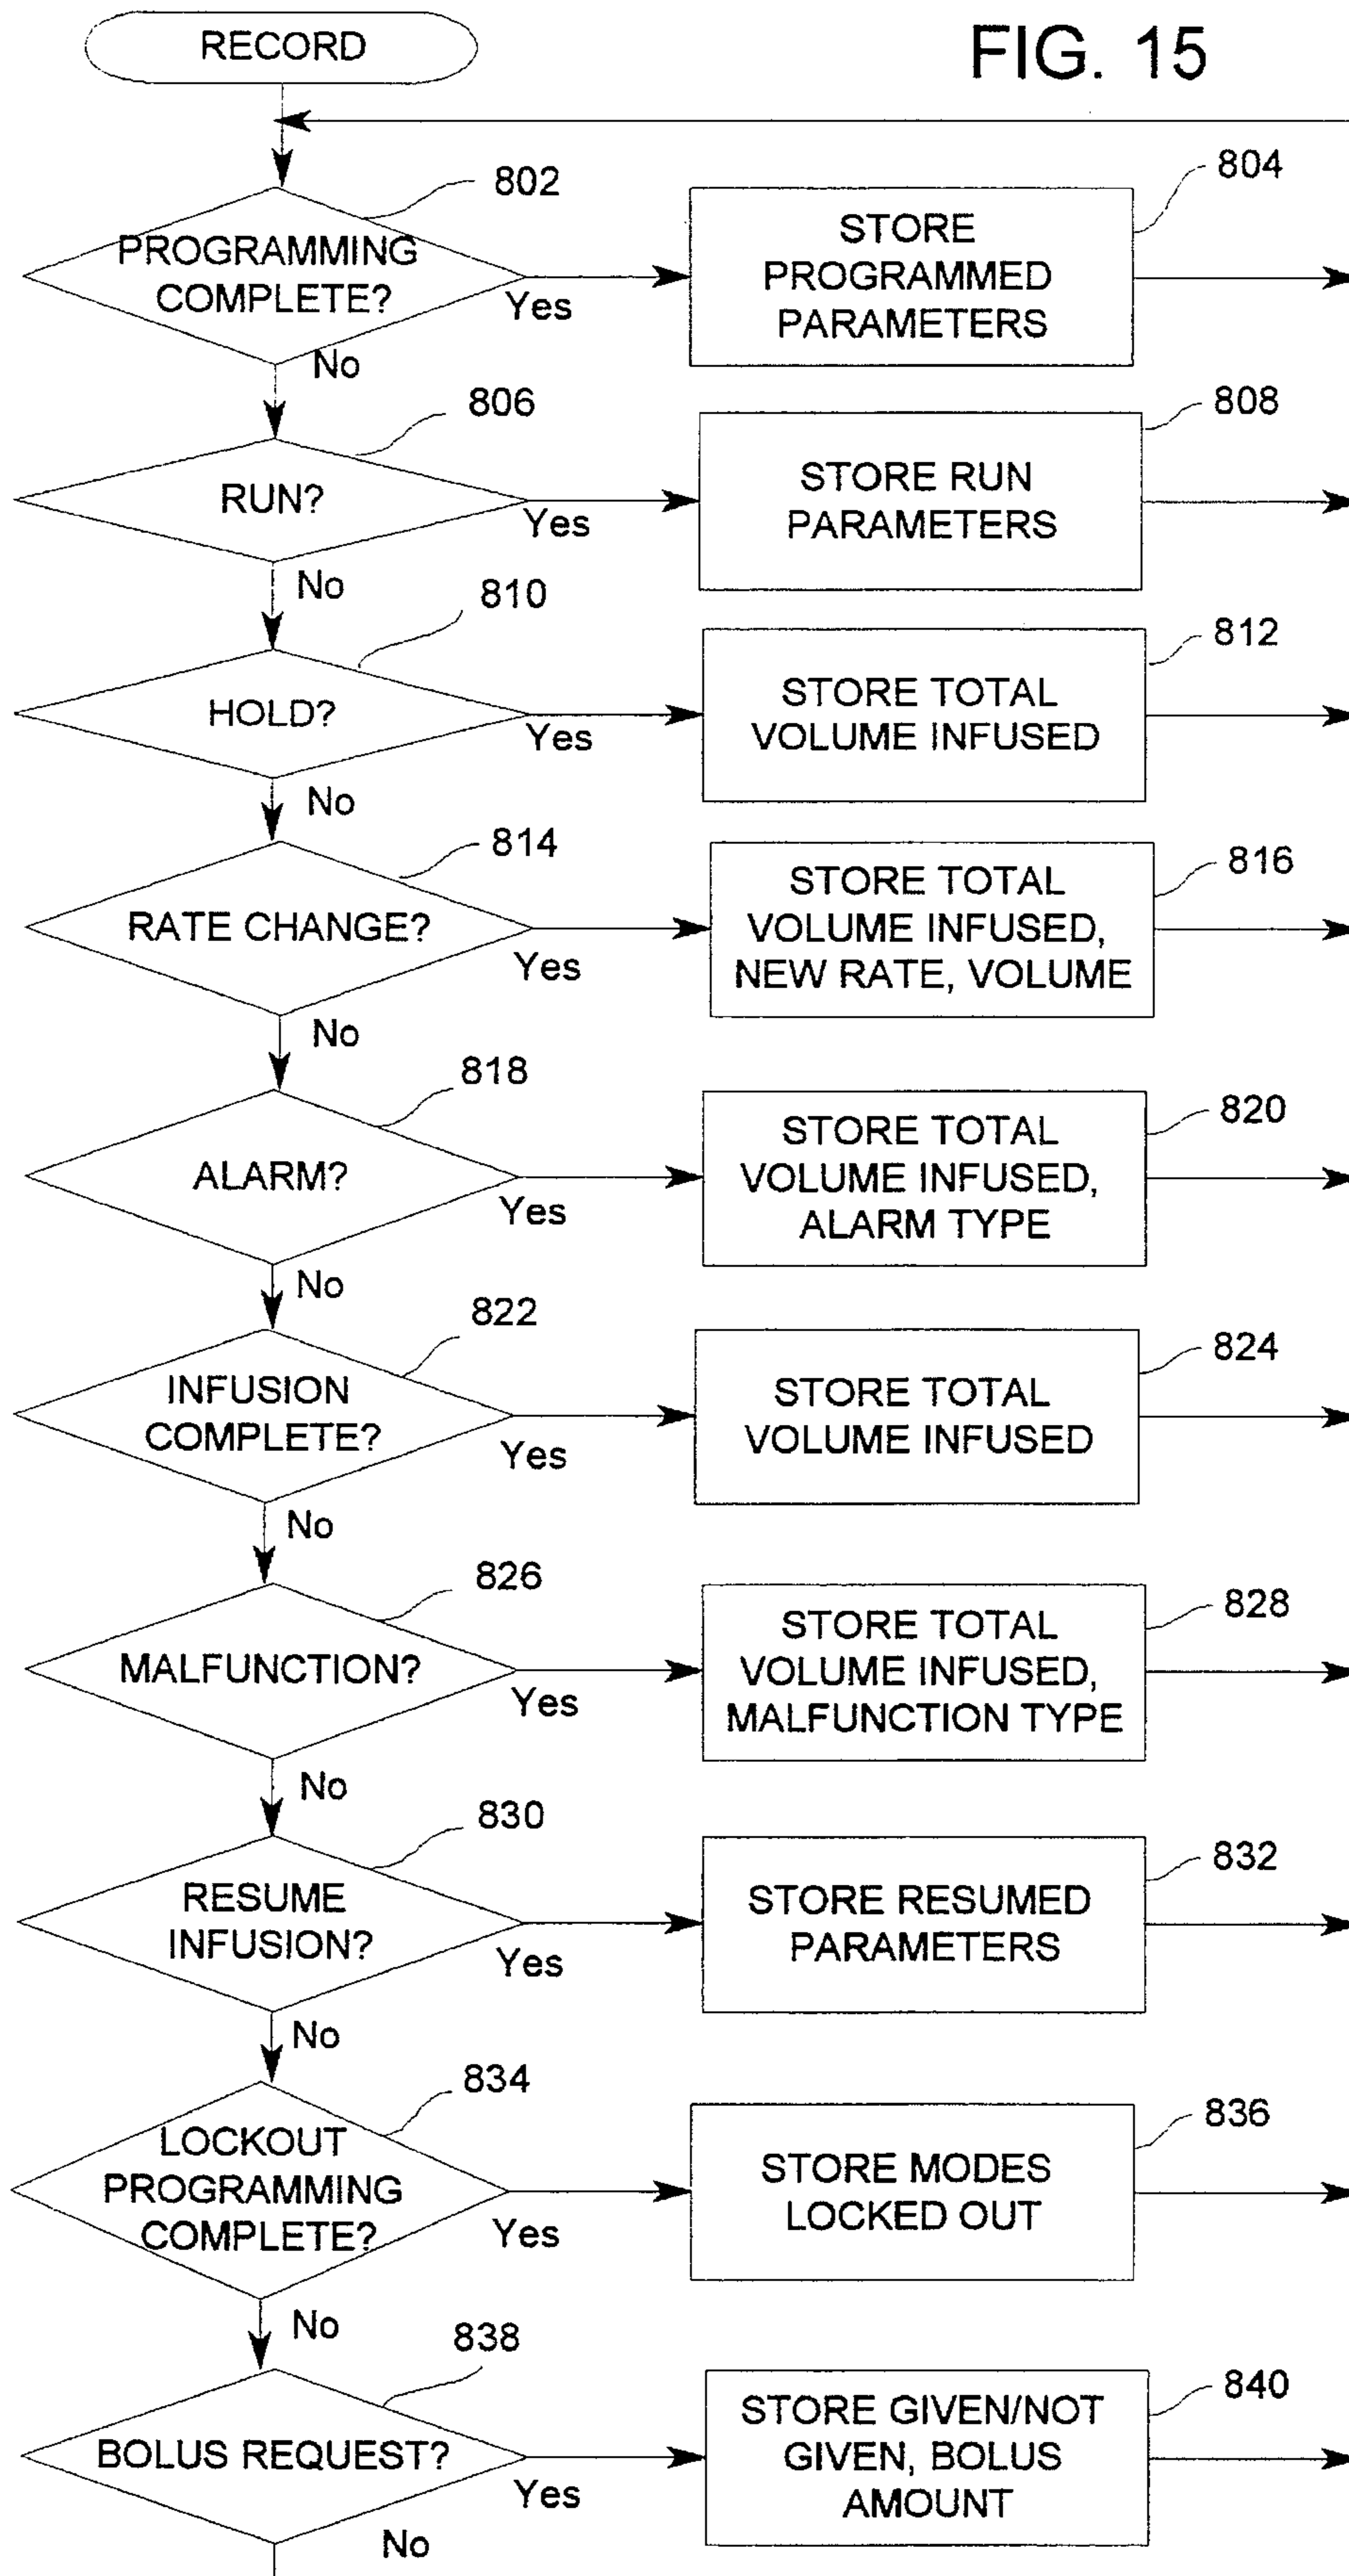 RECORD
FIG. 15
802
PROGRAMMING
COMPLETE?
Yes
No
804
STORE
PROGRAMMED
PARAMETERS
806
RUN?
Yes
No
808
STORE RUN
PARAMETERS
810
HOLD?
Yes
No
812
STORE TOTAL
VOLUME INFUSED
814
RATE CHANGE?
Yes
No
816
STORE TOTAL
VOLUME INFUSED,
NEW RATE, VOLUME
818
ALARM?
Yes
No
820
STORE TOTAL
VOLUME INFUSED,
ALARM TYPE
822
INFUSION
COMPLETE?
Yes
No
824
STORE TOTAL
VOLUME INFUSED
826
MALFUNCTION?
Yes
No
828
STORE TOTAL
VOLUME INFUSED,
MALFUNCTION TYPE
830
RESUME
INFUSION?
Yes
No
832
STORE RESUMED
PARAMETERS
834
LOCKOUT
PROGRAMMING
COMPLETE?
Yes
No
836
STORE MODES
LOCKED OUT
838
BOLUS REQUEST?
Yes
No
840
STORE GIVEN/NOT
GIVEN, BOLUS
AMOUNT